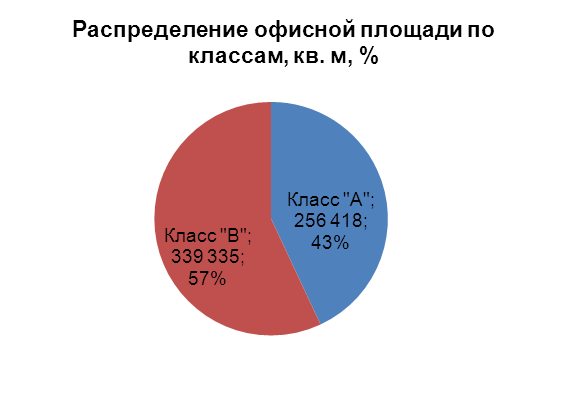 Распределение офисной площади по
классам, кв. м, %
Класс "А";
256 418;
43%
Класс "В";
339 335;
57%